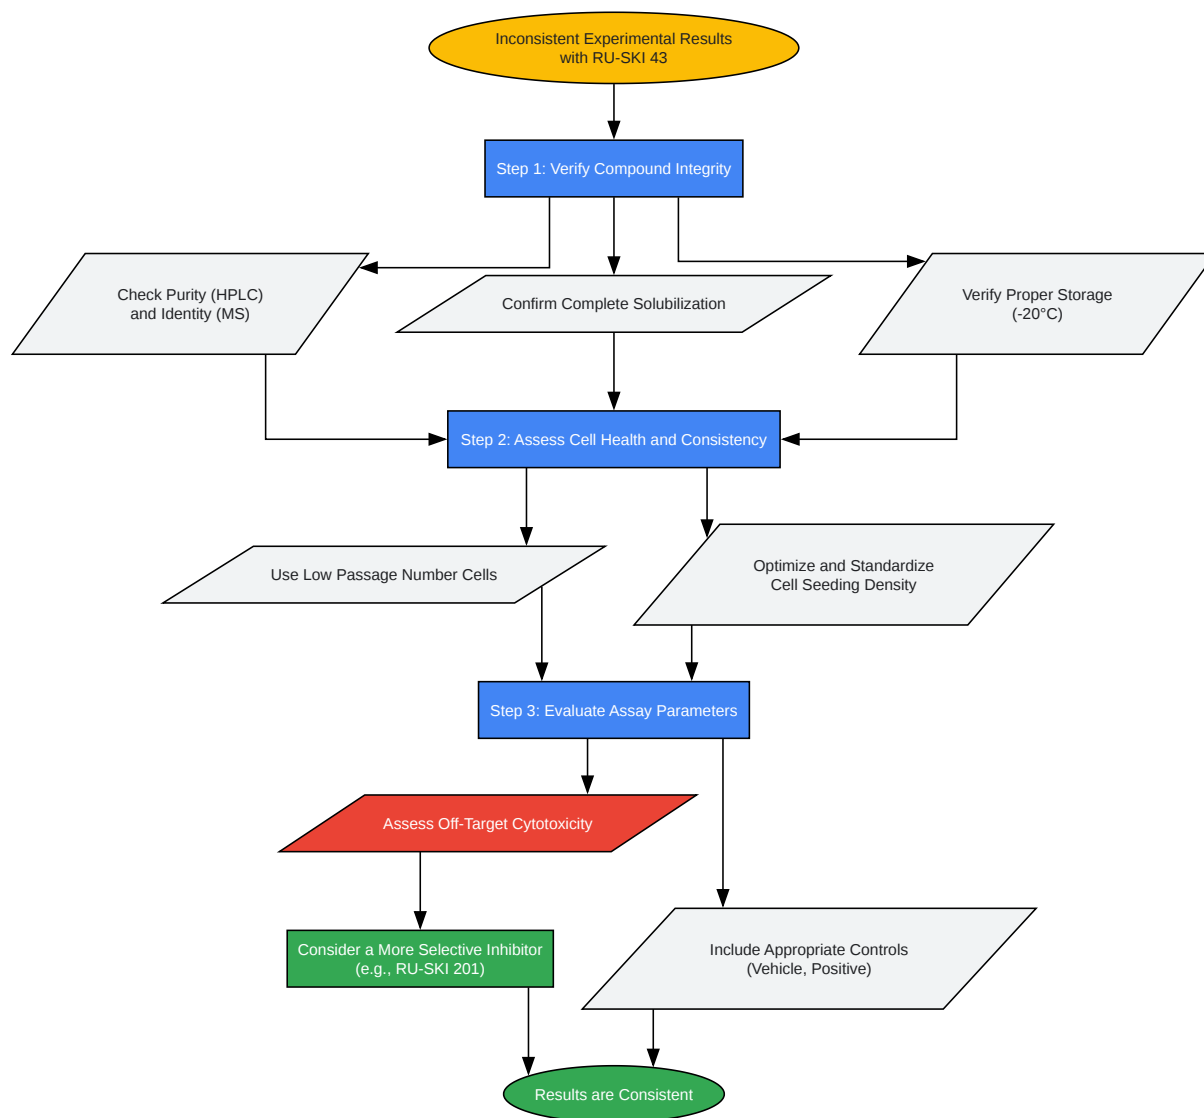 Inconsistent Experimental Results
with RU-SKI 43
Step 1: Verify Compound Integrity
Check Purity (HPLC)
and Identity (MS)
Confirm Complete Solubilization
Verify Proper Storage
(-20°C)
Step 2: Assess Cell Health and Consistency
Use Low Passage Number Cells
Optimize and Standardize
Cell Seeding Density
Step 3: Evaluate Assay Parameters
Assess Off-Target Cytotoxicity
Consider a More Selective Inhibitor
(e.g., RU-SKI 201)
Include Appropriate Controls
(Vehicle, Positive)
Results are Consistent